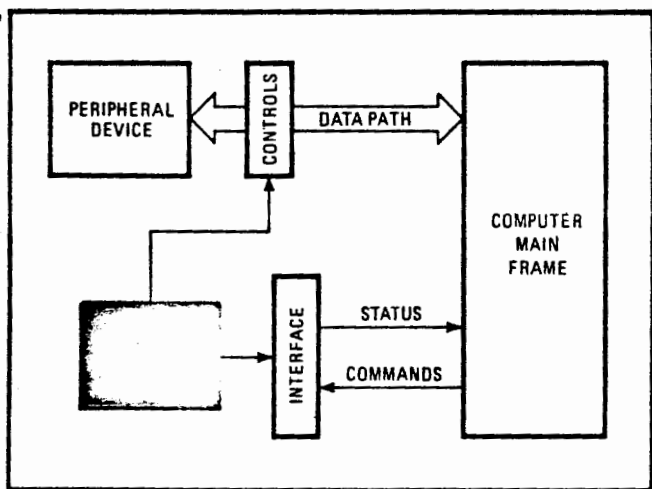 PERIPHERAL
DEVICE
CONTROLS
DATA PATH
COMPUTER
MAIN
FRAME
INTERFACE
STATUS
COMMANDS